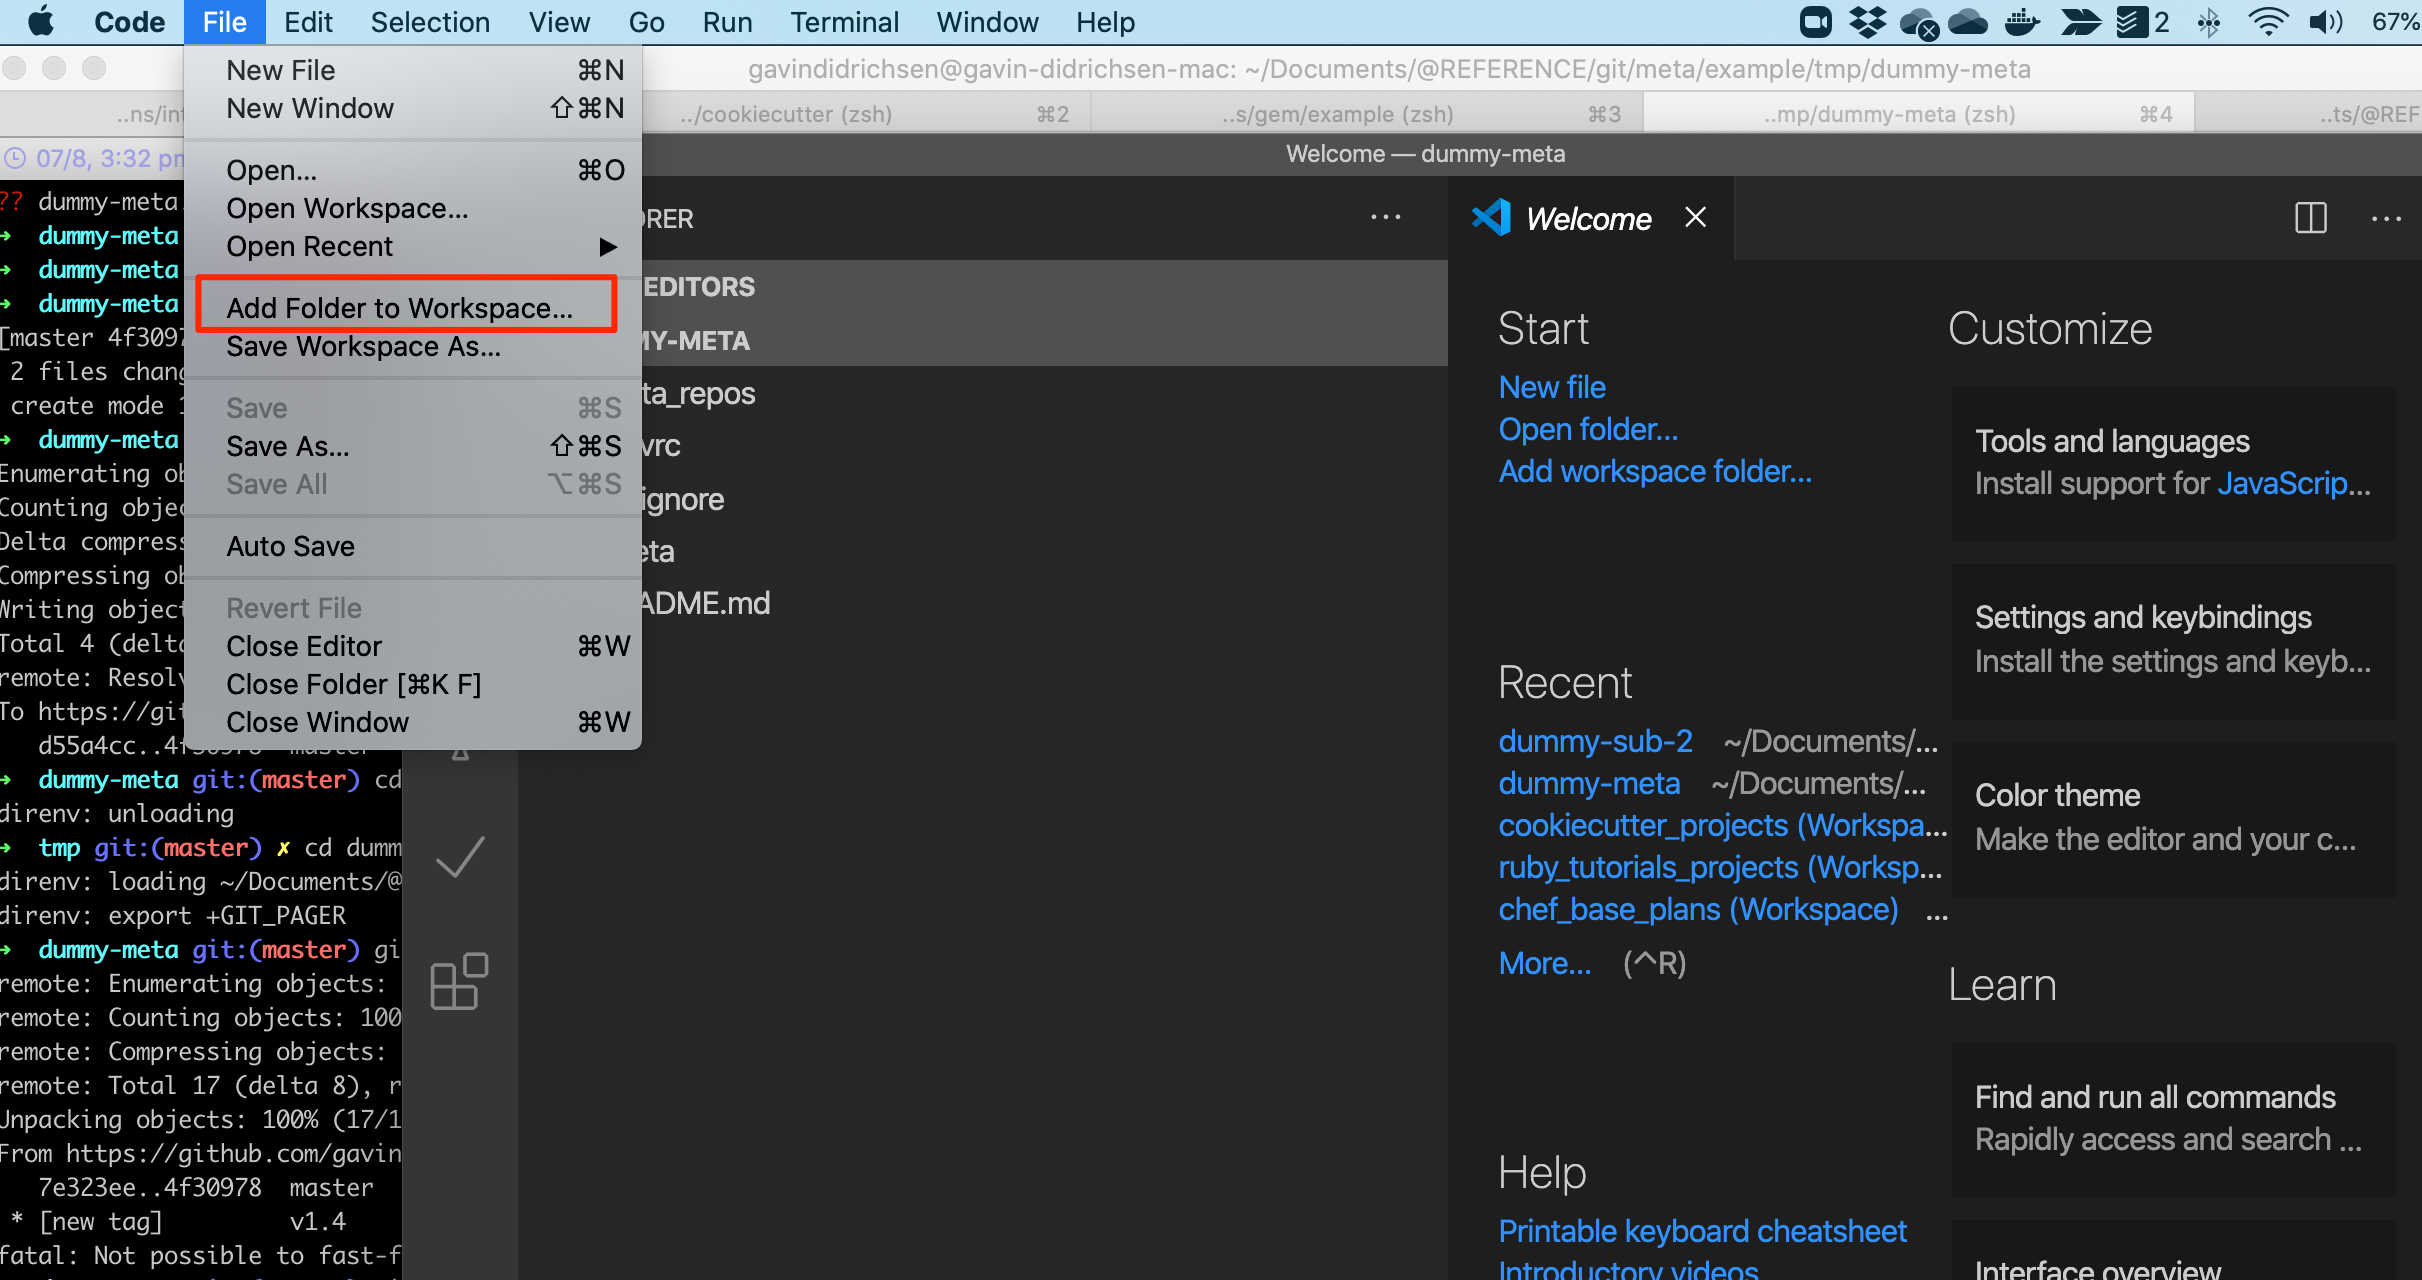 Code File Edit Selection View Go Run Terminal Window Help 2 67%
gavindidrichsen@gavin-didrichsen-mac: ~/Documents/@REFERENCE/git/meta/example/tmp/dummy-meta
../cookiecutter (zsh) ⌘2 ..s/gem/example (zsh) ⌘3 ..mp/dummy-meta (zsh) ⌘4 ..ts/@REF
07/8, 3:32
New File ⌘N
New Window ⇧⌘N
Open... ⌘O
Open Workspace...
Open Recent ▶
Add Folder to Workspace...
Save Workspace As...
Save ⌘S
Save As... ⇧⌘S
Save All ⌥⌘S
Auto Save
Revert File
Close Editor ⌘W
Close Folder [⌘K F]
Close Window ⌘W
?? dummy-meta
→ dummy-meta
→ dummy-meta
→ dummy-meta
[master 4f3097
2 files chang
create mode 1
→ dummy-meta
Enumerating ob
Counting objec
Delta compress
Compressing ob
Writing object
Total 4 (delta
remote: Resolv
To https://git
d55a4cc..4f30978 master
→ dummy-meta git:(master) cd
direnv: unloading
→ tmp git:(master) ✗ cd dumm
direnv: loading ~/Documents/@
direnv: export +GIT_PAGER
→ dummy-meta git:(master) gi
remote: Enumerating objects:
remote: Counting objects: 100
remote: Compressing objects:
remote: Total 17 (delta 8), r
Unpacking objects: 100% (17/1
From https://github.com/gavin
7e323ee..4f30978 master
* [new tag] v1.4
fatal: Not possible to fast-f
Welcome — dummy-meta
ORER ...
EDITORS
MY-META
ta_repos
vrc
ignore
eta
ADME.md
Welcome ✕ ...
Start
New file
Open folder...
Add workspace folder...
Recent
dummy-sub-2 ~/Documents/...
dummy-meta ~/Documents/...
cookiecutter_projects (Workspa...
ruby_tutorials_projects (Worksp...
chef_base_plans (Workspace) ...
More... (^R)
Help
Printable keyboard cheatsheet
Introductory videos
Customize
Tools and languages
Install support for JavaScrip...
Settings and keybindings
Install the settings and keyb...
Color theme
Make the editor and your c...
Learn
Find and run all commands
Rapidly access and search ...
Interface overview